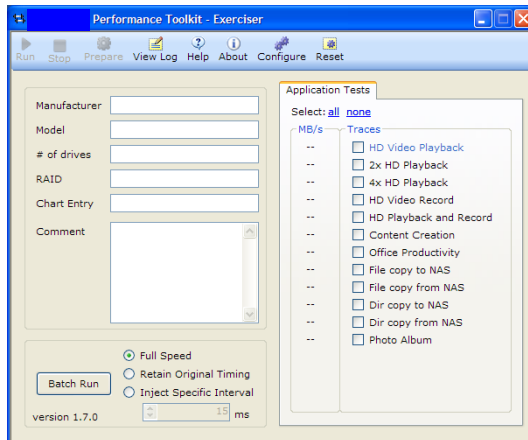 Performance Toolkit - Exerciser
Run Stop Prepare View Log Help About Configure Reset
Manufacturer
Model
# of drives
RAID
Chart Entry
Comment
Full Speed
Retain Original Timing
Inject Specific Interval
Batch Run
15 ms
version 1.7.0
Application Tests
Select: all none
MB/s Traces
-- HD Video Playback
-- 2x HD Playback
-- 4x HD Playback
-- HD Video Record
-- HD Playback and Record
-- Content Creation
-- Office Productivity
-- File copy to NAS
-- File copy from NAS
-- Dir copy to NAS
-- Dir copy from NAS
-- Photo Album